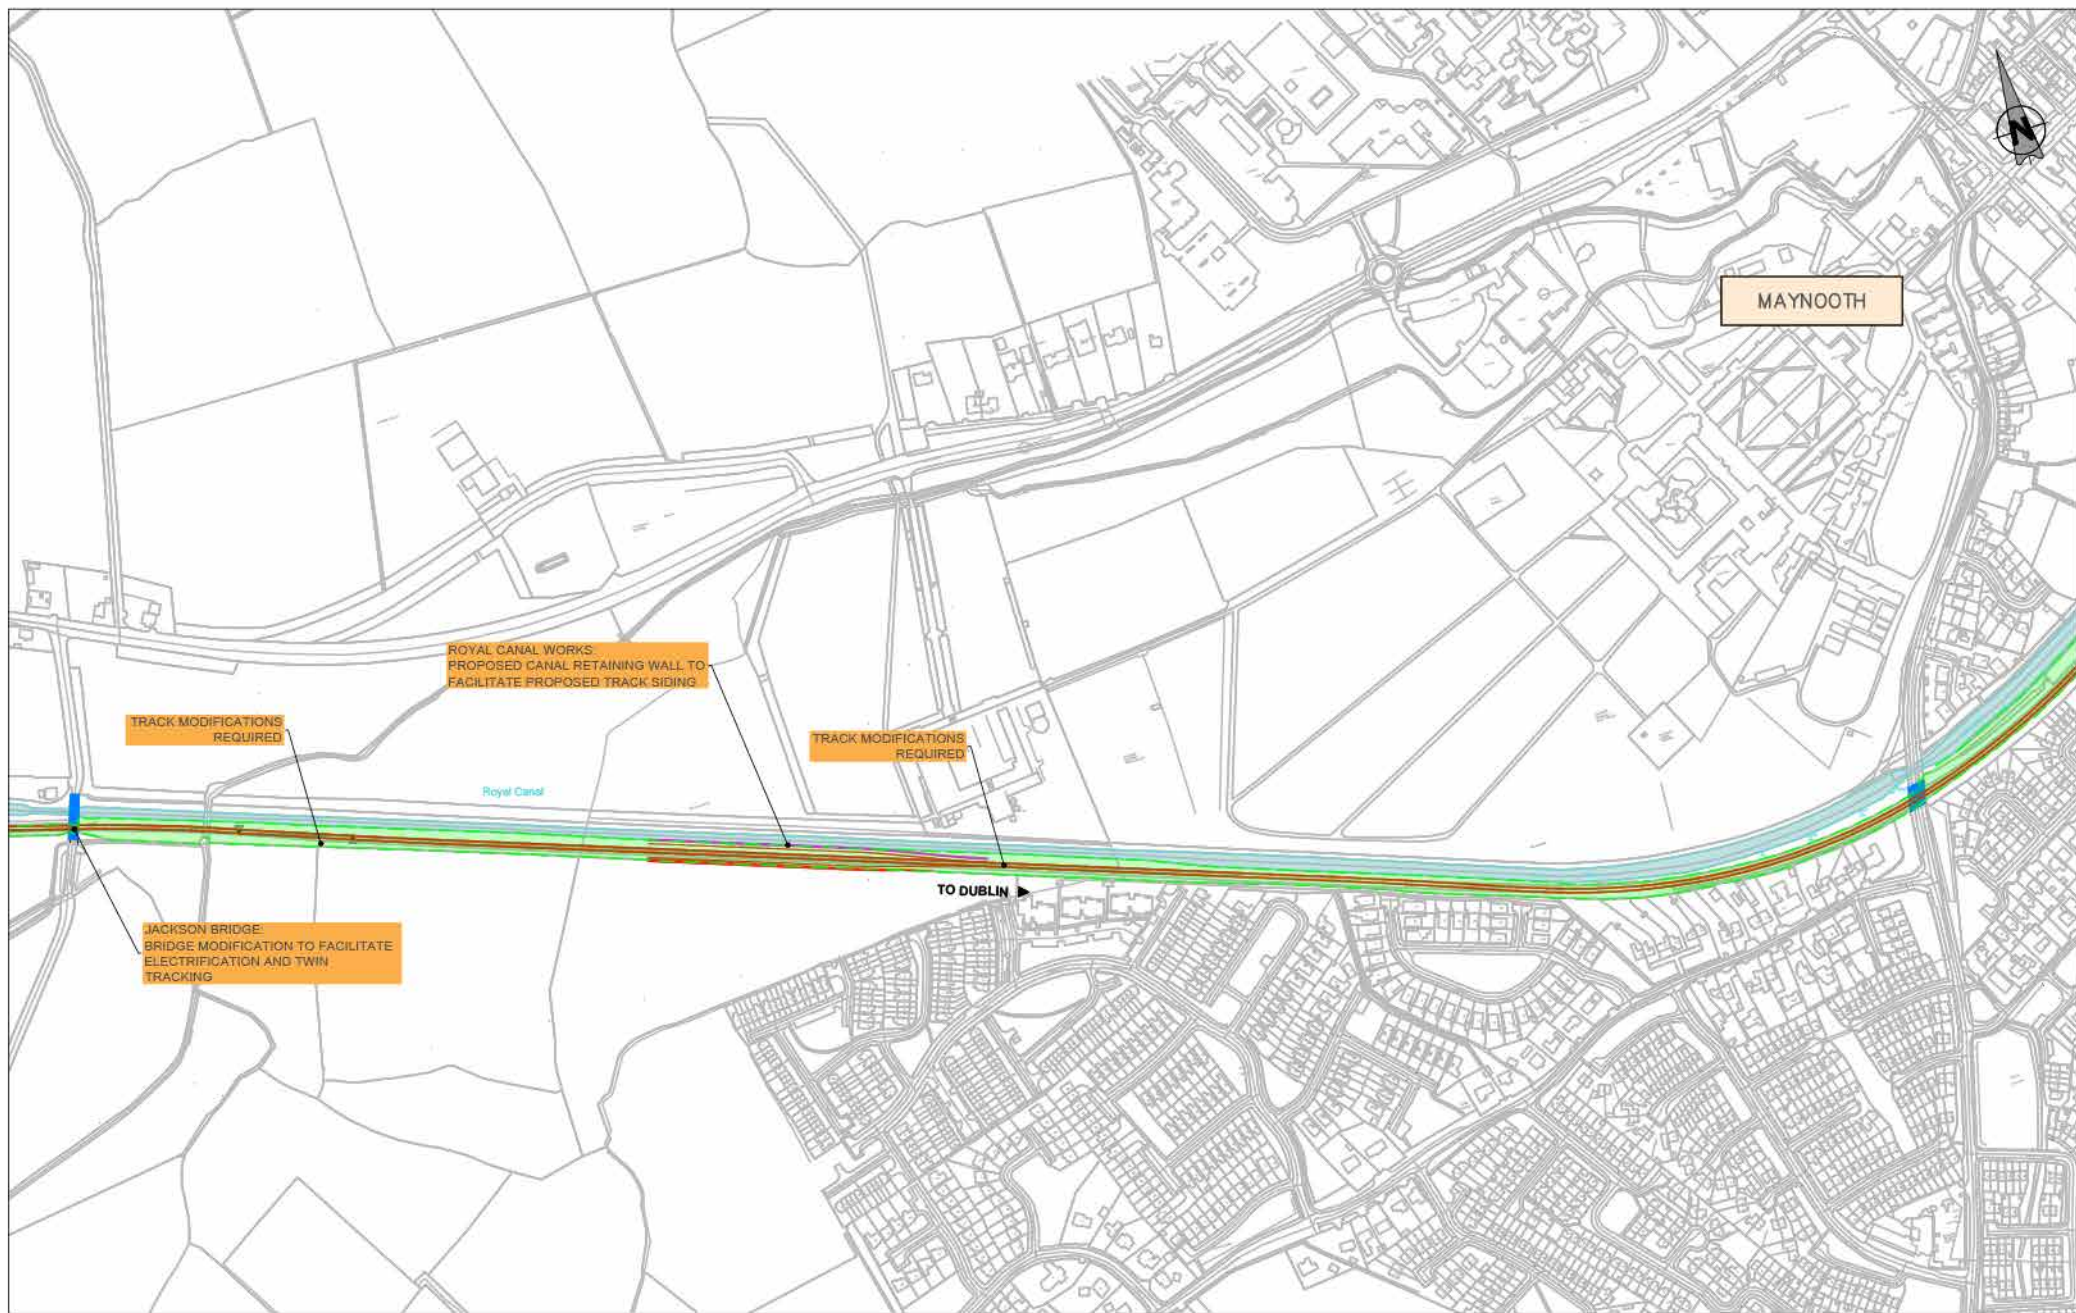 N
MAYNOOTH
ROYAL CANAL WORKS:
PROPOSED CANAL RETAINING WALL TO
FACILITATE PROPOSED TRACK SIDING
TRACK MODIFICATIONS
REQUIRED
TRACK MODIFICATIONS
REQUIRED
Royal Canal
TO DUBLIN
JACKSON BRIDGE:
BRIDGE MODIFICATION TO FACILITATE
ELECTRIFICATION AND TWIN
TRACKING